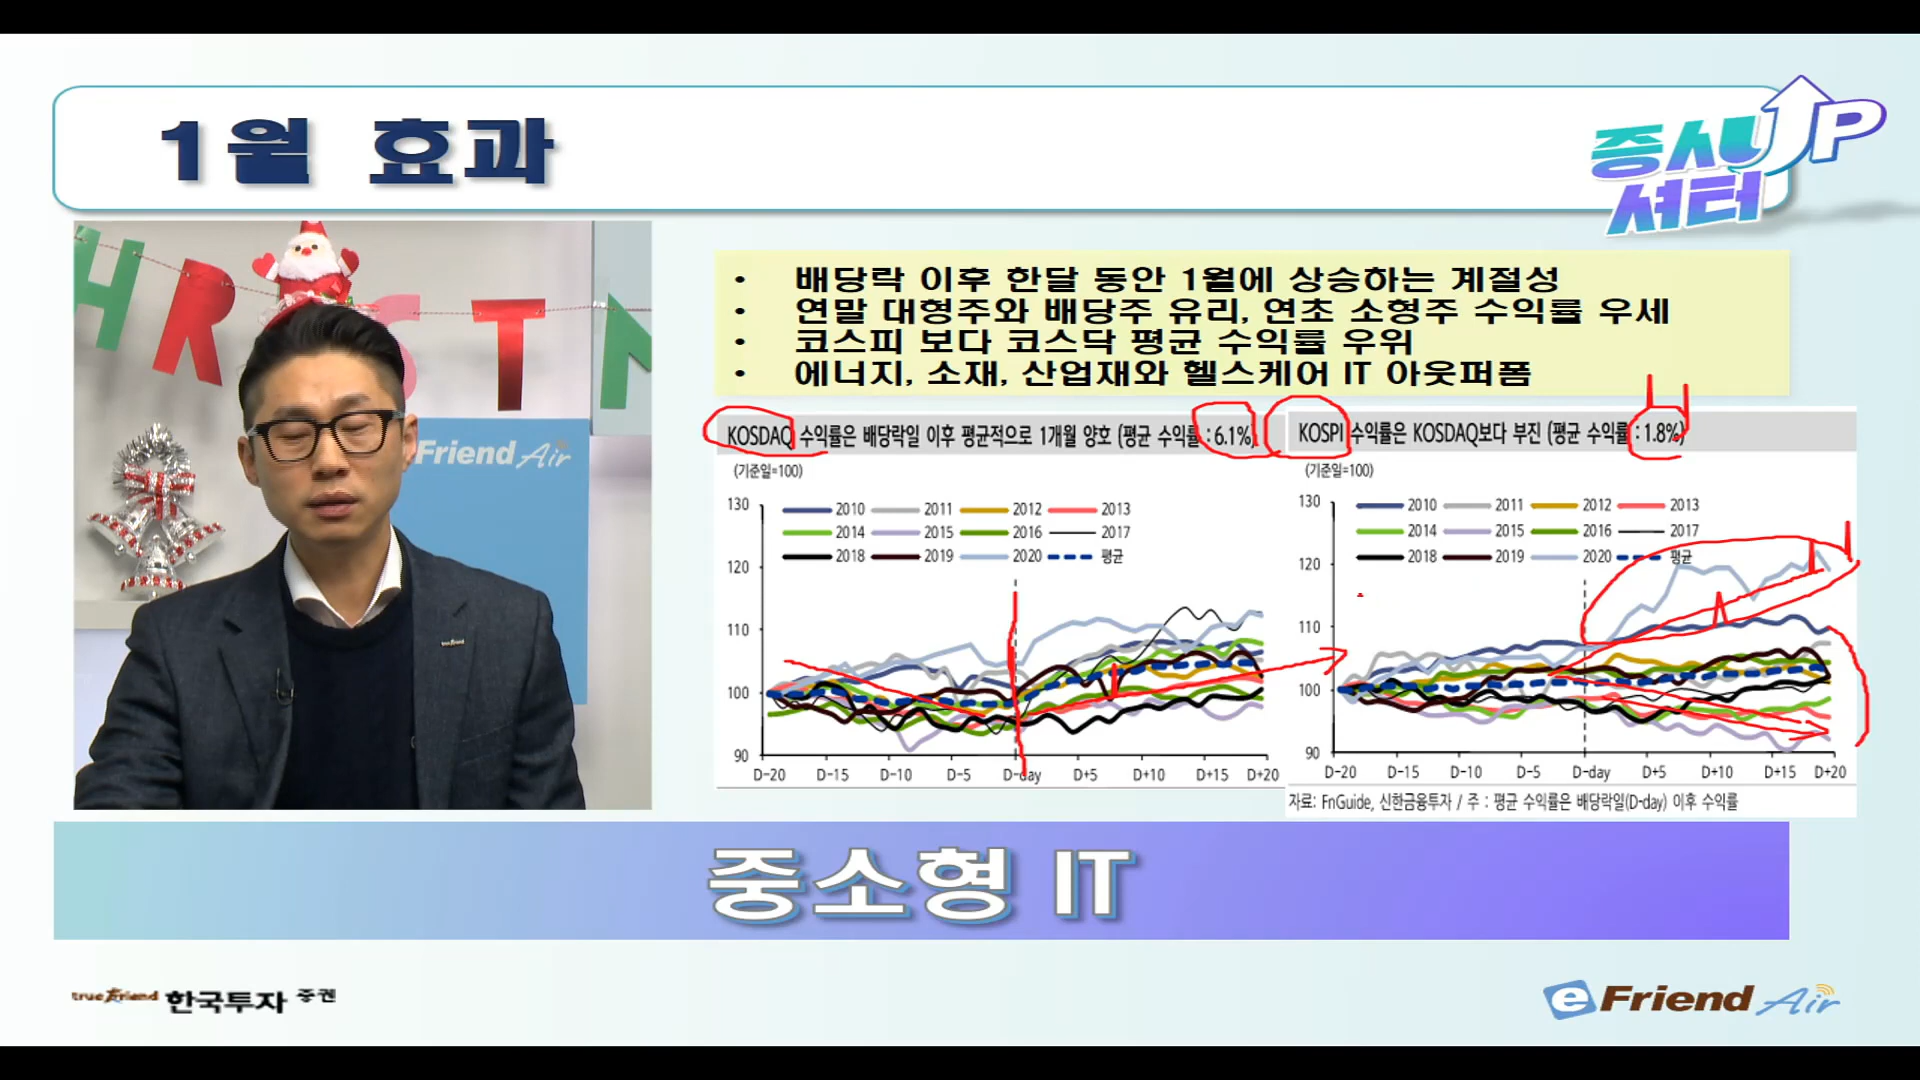 1월 효과
증시 UP
셔터
HR ST
Friend Air
• 배당락 이후 한달 동안 1월에 상승하는 계절성
• 연말 대형주와 배당주 유리, 연초 소형주 수익률 우세
• 코스피 보다 코스닥 평균 수익률 우위
• 에너지, 소재, 산업재와 헬스케어 IT 아웃퍼폼
KOSDAQ 수익률은 배당락일 이후 평균적으로 1개월 양호 (평균 수익률 : 6.1%)
(기준일=100)
130
120
110
100
90
2010 2011 2012 2013
2014 2015 2016 2017
2018 2019 2020 평균
D-20 D-15 D-10 D-5 D-day D+5 D+10 D+15 D+20
KOSPI 수익률은 KOSDAQ보다 부진 (평균 수익률 : 1.8%)
(기준일=100)
130
120
110
100
90
2010 2011 2012 2013
2014 2015 2016 2017
2018 2019 2020 평균
D-20 D-15 D-10 D-5 D-day D+5 D+10 D+15 D+20
자료: FnGuide, 신한금융투자 / 주 : 평균 수익률은 배당락일(D-day) 이후 수익률
중소형 IT
true Friend 한국투자 증권
e Friend Air